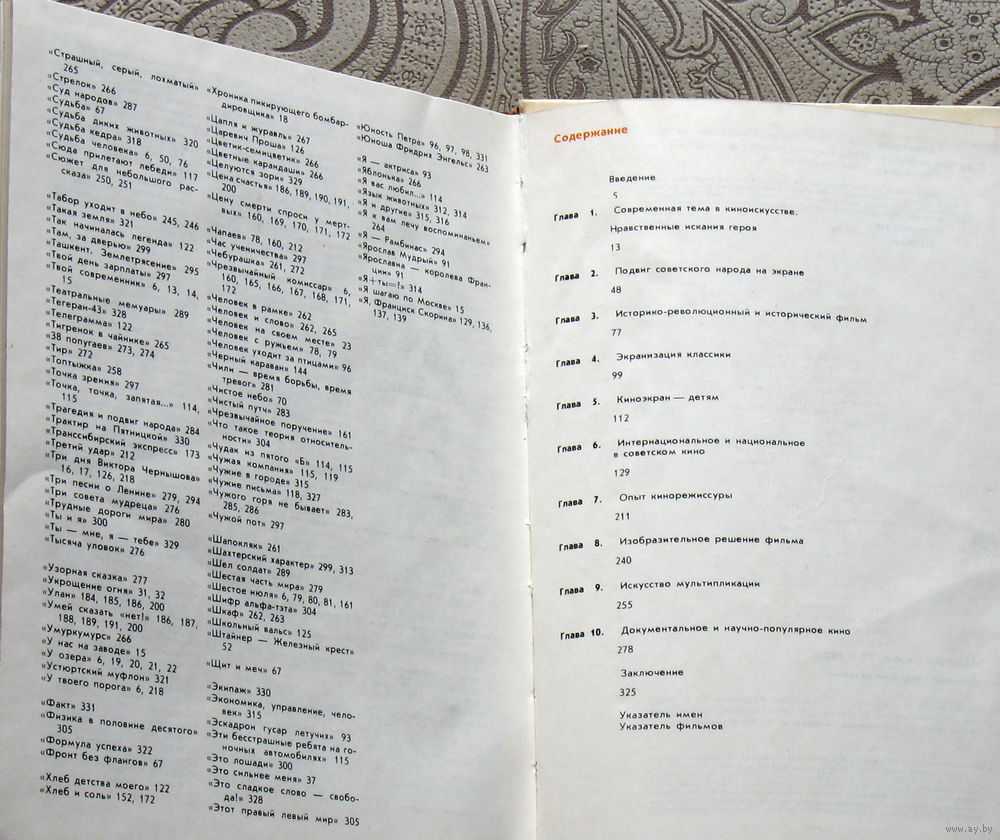 «Страшный, серый, лохматый»
265
«Стрелок» 266
«Суд народов» 287
«Судьба» 67
«Судьба диких животных» 320
«Судьба кедра» 318
«Судьба человека» 6, 50, 76
«Сюда прилетают лебеди» 117
«Сюжет для небольшого рас-
сказа» 250, 251
«Табор уходит в небо» 245, 246
«Такая земля» 321
«Так начиналась легенда» 122
«Там, за дверью» 299
«Ташкент. Землетрясение» 295
«Твой день зарплаты» 297
«Твой современник» 6, 13, 14,
15
«Театральные мемуары» 289
«Тегеран-43» 328
«Телеграмма» 122
«Тигренок в чайнике» 265
«38 попугаев» 273, 274
«Тир» 272
«Топтыжка» 258
«Точка зрения» 297
«Точка, точка, запятая...» 114,
115
«Трагедия и подвиг народа» 284
«Трактир на Пятницкой» 330
«Транссибирский экспресс» 173
«Третий удар» 212
«Три дня Виктора Чернышова»
16, 17, 126, 218
«Три песни о Ленине» 279, 294
«Три совета мудреца» 276
«Трудные дороги мира» 280
«Ты и я» 300
«Ты — мне, я — тебе» 329
«Тысяча уловок» 276
«Узорная сказка» 277
«Укрощение огня» 31, 32
«Улан» 184, 185, 186, 200
«Умей сказать «нет!» 186, 187,
188, 189, 191, 200
«Умуркумурс» 266
«У нас на заводе» 15
«У озера» 6, 19, 20, 21, 22
«Устюртский муфлон» 321
«У твоего порога» 6, 218
«Факт» 331
«Физика в половине десятого»
305
«Формула успеха» 322
«Фронт без флангов» 67
«Хлеб детства моего» 122
«Хлеб и соль» 152, 172
«Хроника пикирующего бомбар-
дировщика» 18
«Цапля и журавль» 267
«Царевич Проша» 126
«Цветик-семицветик» 266
«Цветные карандаши» 266
«Целуются зори» 329
«Цена счастья» 186, 189, 190, 191,
200
«Цену смерти спроси у мерт-
вых» 160, 169, 170, 171, 172
«Чапаев» 78, 160, 212
«Час ученичества» 297
«Чебурашка» 261, 272
«Чрезвычайный комиссар» 6,
160, 165, 166, 167, 168, 171,
172
«Человек в рамке» 262
«Человек и слово» 262, 265
«Человек на своем месте» 23
«Человек с ружьем» 78, 79
«Человек уходит за птицами» 96
«Черный караван» 144
«Чили — время борьбы, время
тревог» 281
«Чистое небо» 70
«Чистый путч» 283
«Чрезвычайное поручение» 161
«Что такое теория относитель-
ности» 304
«Чудак из пятого «Б» 114, 115
«Чужая компания» 115, 119
«Чужие в городе» 315
«Чужие письма» 118, 327
«Чужого горя не бывает» 283,
285, 286
«Чужой пот» 297
«Шапокляк» 261
«Шахтерский характер» 299, 313
«Шел солдат» 289
«Шестая часть мира» 279
«Шестое июля» 6, 79, 80, 81, 161
«Шифр альфа-тэта» 304
«Шкаф» 262, 263
«Школьный вальс» 125
«Штайнер — Железный крест»
52
«Щит и меч» 67
«Экипаж» 330
«Экономика, управление, чело-
век» 315
«Эскадрон гусар летучих» 93
«Эти бесстрашные ребята на го-
ночных автомобилях» 115
«Это лошади» 300
«Это сильнее меня» 37
«Это сладкое слово — свобо-
да!» 328
«Этот правый левый мир» 305
«Юность Петра» 96, 97, 98, 331
«Юноша Фридрих Энгельс» 263
«Я — актриса» 93
«Яблонька» 266
«Я вас любил...» 114
«Язык животных» 312, 314
«Я и другие» 315, 316
«Я к вам лечу воспоминаньем»
264
«Я — Рамбинас» 294
«Ярослав Мудрый» 91
«Ярославна — королева Фран-
ции» 91
«Я+ты=!» 314
«Я шагаю по Москве» 15
«Я, Франциск Скорина» 129, 136,
137, 139
Содержание
Введение
5
Глава 1. Современная тема в киноискусстве.
Нравственные искания героя
13
Глава 2. Подвиг советского народа на экране
48
Глава 3. Историко-революционный и исторический фильм
77
Глава 4. Экранизация классики
99
Глава 5. Киноэкран — детям
112
Глава 6. Интернациональное и национальное
в советском кино
129
Глава 7. Опыт кинорежиссуры
211
Глава 8. Изобразительное решение фильма
240
Глава 9. Искусство мультипликации
255
Глава 10. Документальное и научно-популярное кино
278
Заключение
325
Указатель имен
Указатель фильмов
www.ay.by